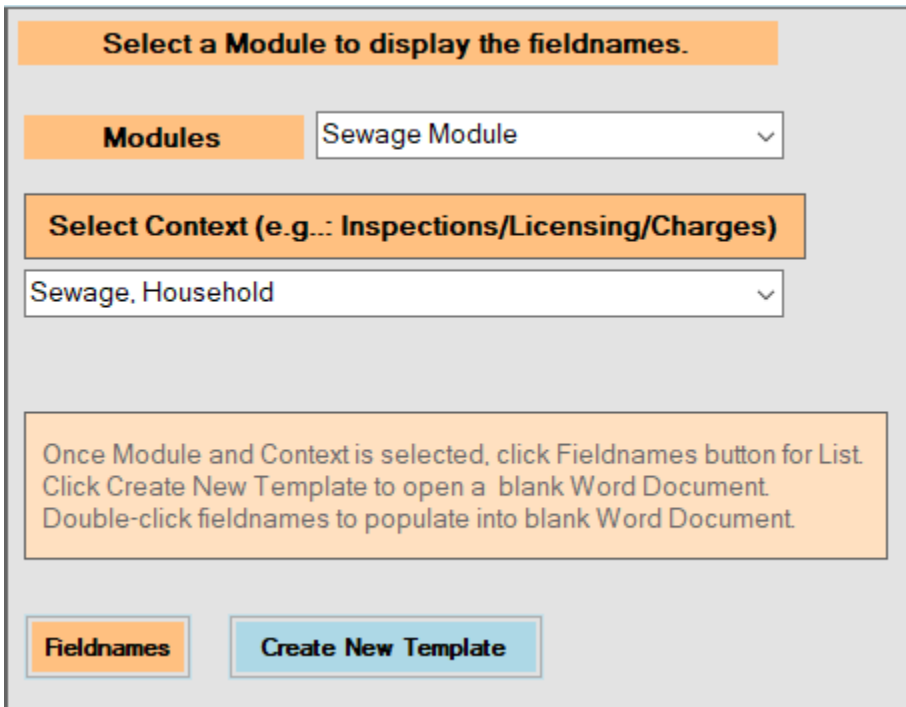 Select a Module to display the fieldnames.
Modules
Sewage Module
Select Context (e.g..: Inspections/Licensing/Charges)
Sewage, Household
Once Module and Context is selected, click Fieldnames button for List.
Click Create New Template to open a  blank Word Document.
Double-click fieldnames to populate into blank Word Document.
Fieldnames
Create New Template